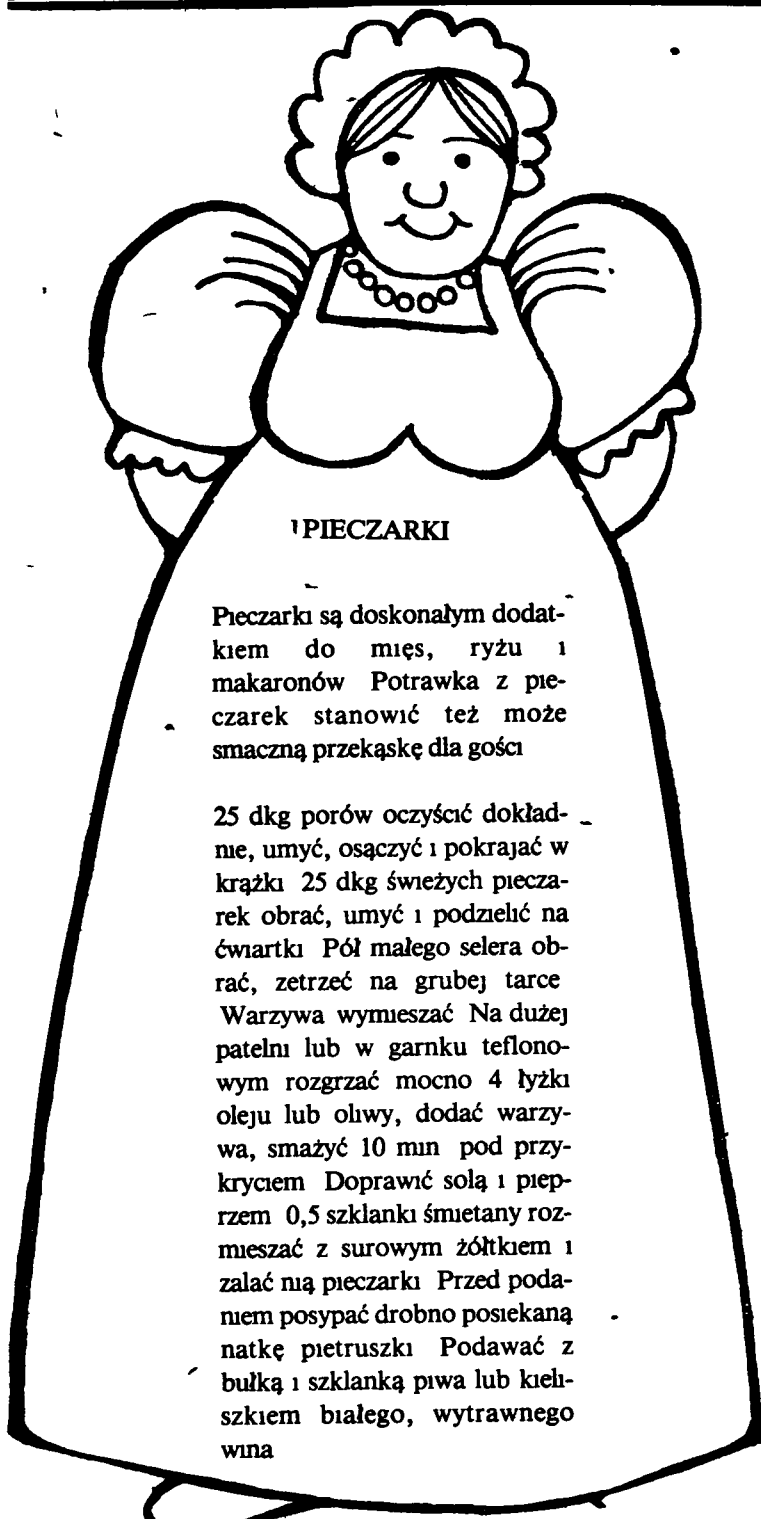 PIECZARKI
Pieczarki są doskonałym dodat-
kiem do mięs, ryżu i
makaronów Potrawka z pie-
czarek stanowić też może
smaczną przekąskę dla gości
25 dkg porów oczyścić dokład-
nie, umyć, osączyć i pokrajać w
krążki 25 dkg świeżych piecza-
rek obrać, umyć i podzielić na
ćwiartki Pół małego selera ob-
rać, zetrzeć na grubej tarce
Warzywa wymieszać Na dużej
patelni lub w garnku teflono-
wym rozgrzać mocno 4 łyżki
oleju lub oliwy, dodać warzy-
wa, smażyć 10 min pod przy-
kryciem Doprawić solą i piep-
rzem 0,5 szklanki śmietany roz-
mieszać z surowym żółtkiem i
zalać nią pieczarki Przed poda-
niem posypać drobno posiekaną
natkę pietruszki Podawać z
bułką i szklanką piwa lub kieli-
szkiem białego, wytrawnego
wina